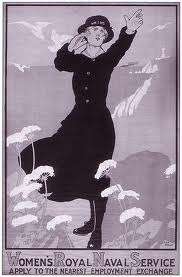 WOMEN'S ROYAL NAVAL SERVICE
APPLY TO THE NEAREST EMPLOYMENT EXCHANGE